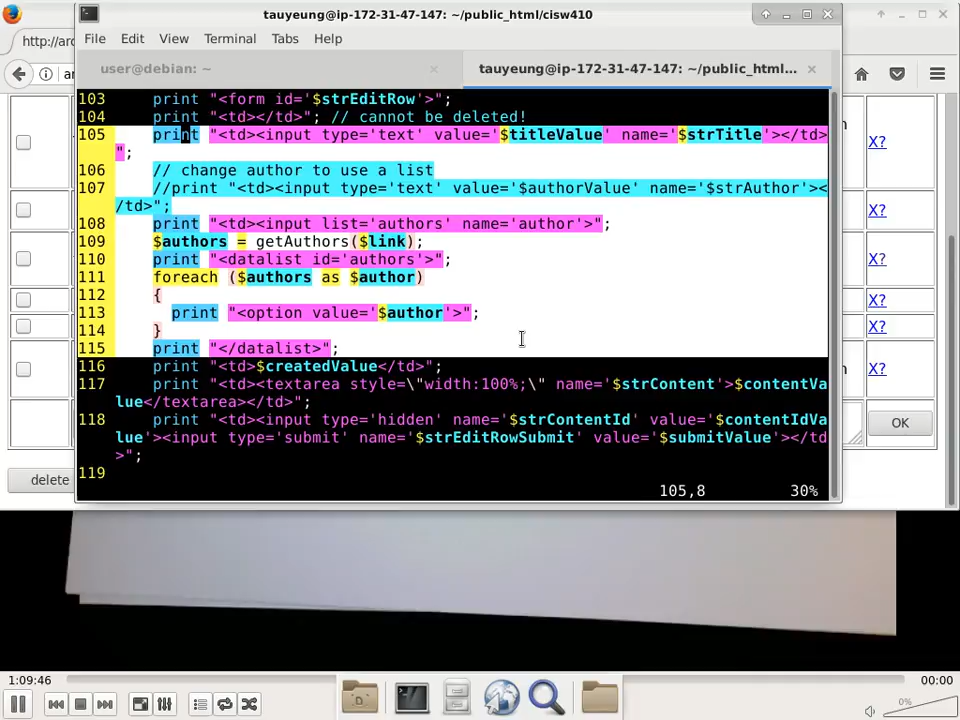 tauyeung@ip-172-31-47-147: ~/public_html/cisw410
http://arc
File Edit View Terminal Tabs Help
user@debian: ~ ×
tauyeung@ip-172-31-47-147: ~/public_html... ×
103 print "<form id='$strEditRow'>";
104 print "<td></td>"; // cannot be deleted!
105 print "<td><input type='text' value='$titleValue' name='$strTitle'></td>
";
106 // change author to use a list
107 //print "<td><input type='text' value='$authorValue' name='$strAuthor'><
/td>";
108 print "<td><input list='authors' name='author'>";
109 $authors = getAuthors($link);
110 print "<datalist id='authors'>";
111 foreach ($authors as $author)
112 {
113 print "<option value='$author'>";
114 }
115 print "</datalist>";
116 print "<td>$createdValue</td>";
117 print "<td><textarea style=\"width:100%;\" name='$strContent'>$contentVa
lue</textarea></td>";
118 print "<td><input type='hidden' name='$strContentId' value='$contentIdVa
lue'><input type='submit' name='$strEditRowSubmit' value='$submitValue'></td
>";
119
105,8 30%
X?
X?
X?
X?
X?
X?
OK
delete
1:09:46
00:00
0%